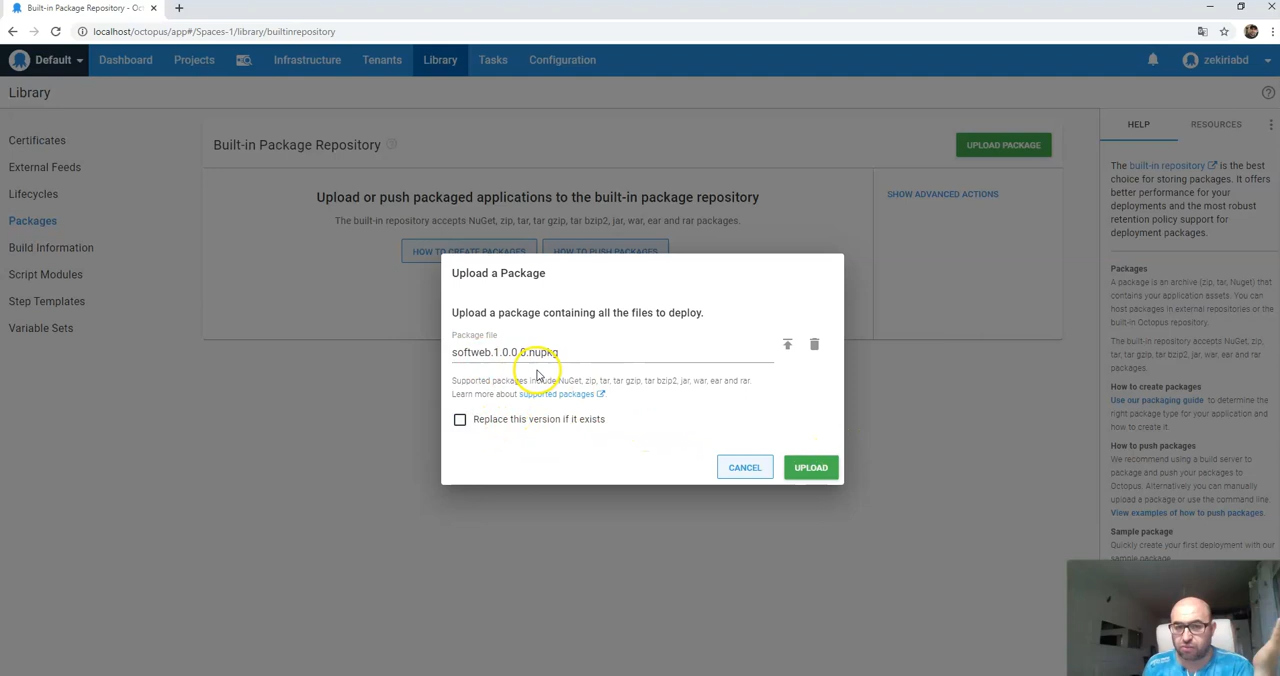 Built-in Package Repository - Oc
localhost/octopus/app#/Spaces-1/library/builtinrepository
Default
Dashboard
Projects
Infrastructure
Tenants
Library
Tasks
Configuration
zekiriabd
Library
Certificates
External Feeds
Lifecycles
Packages
Build Information
Script Modules
Step Templates
Variable Sets
Built-in Package Repository
UPLOAD PACKAGE
Upload or push packaged applications to the built-in package repository
The built-in repository accepts NuGet, zip, tar, tar gzip, tar bzip2, jar, war, ear and rar packages.
HOW TO CREATE PACKAGES
HOW TO PUSH PACKAGES
SHOW ADVANCED ACTIONS
Upload a Package
Upload a package containing all the files to deploy.
Package file
softweb.1.0.0.0.nupkg
Supported packages include NuGet, zip, tar, tar gzip, tar bzip2, jar, war, ear and rar.
Learn more about supported packages
Replace this version if it exists
CANCEL
UPLOAD
HELP
RESOURCES
The built-in repository is the best
choice for storing packages. It offers
better performance for your
deployments and the most robust
retention policy support for
deployment packages.
Packages
A package is an archive (zip, tar, Nuget) that
contains your application assets. You can
host packages in external repositories or the
built-in Octopus repository.
The built-in repository accepts NuGet, zip,
tar, tar gzip, tar bzip2, jar, war, ear and rar
packages.
How to create packages
Use our packaging guide to determine the
right package type for your application and
how to create it.
How to push packages
We recommend using a build server to
package and push your packages to
Octopus. Alternatively you can manually
upload a package or use the command line.
View examples of how to push packages.
Sample package
Quickly create your first deployment with our
sample package.